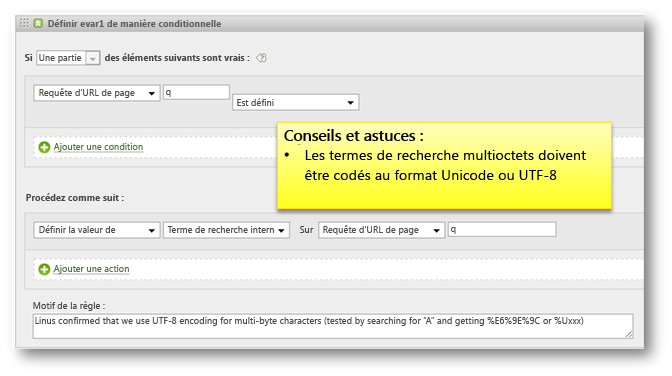 Définir evar1 de manière conditionnelle
Si Une partie des éléments suivants sont vrais :
Requête d'URL de page q Est défini
Ajouter une condition
Conseils et astuces :
• Les termes de recherche multioctets doivent
être codés au format Unicode ou UTF-8
Procédez comme suit :
Définir la valeur de Terme de recherche intern Sur Requête d'URL de page q
Ajouter une action
Motif de la règle :
Linus confirmed that we use UTF-8 encoding for multi-byte characters (tested by searching for "A" and getting %E6%9E%9C or %Uxxx)